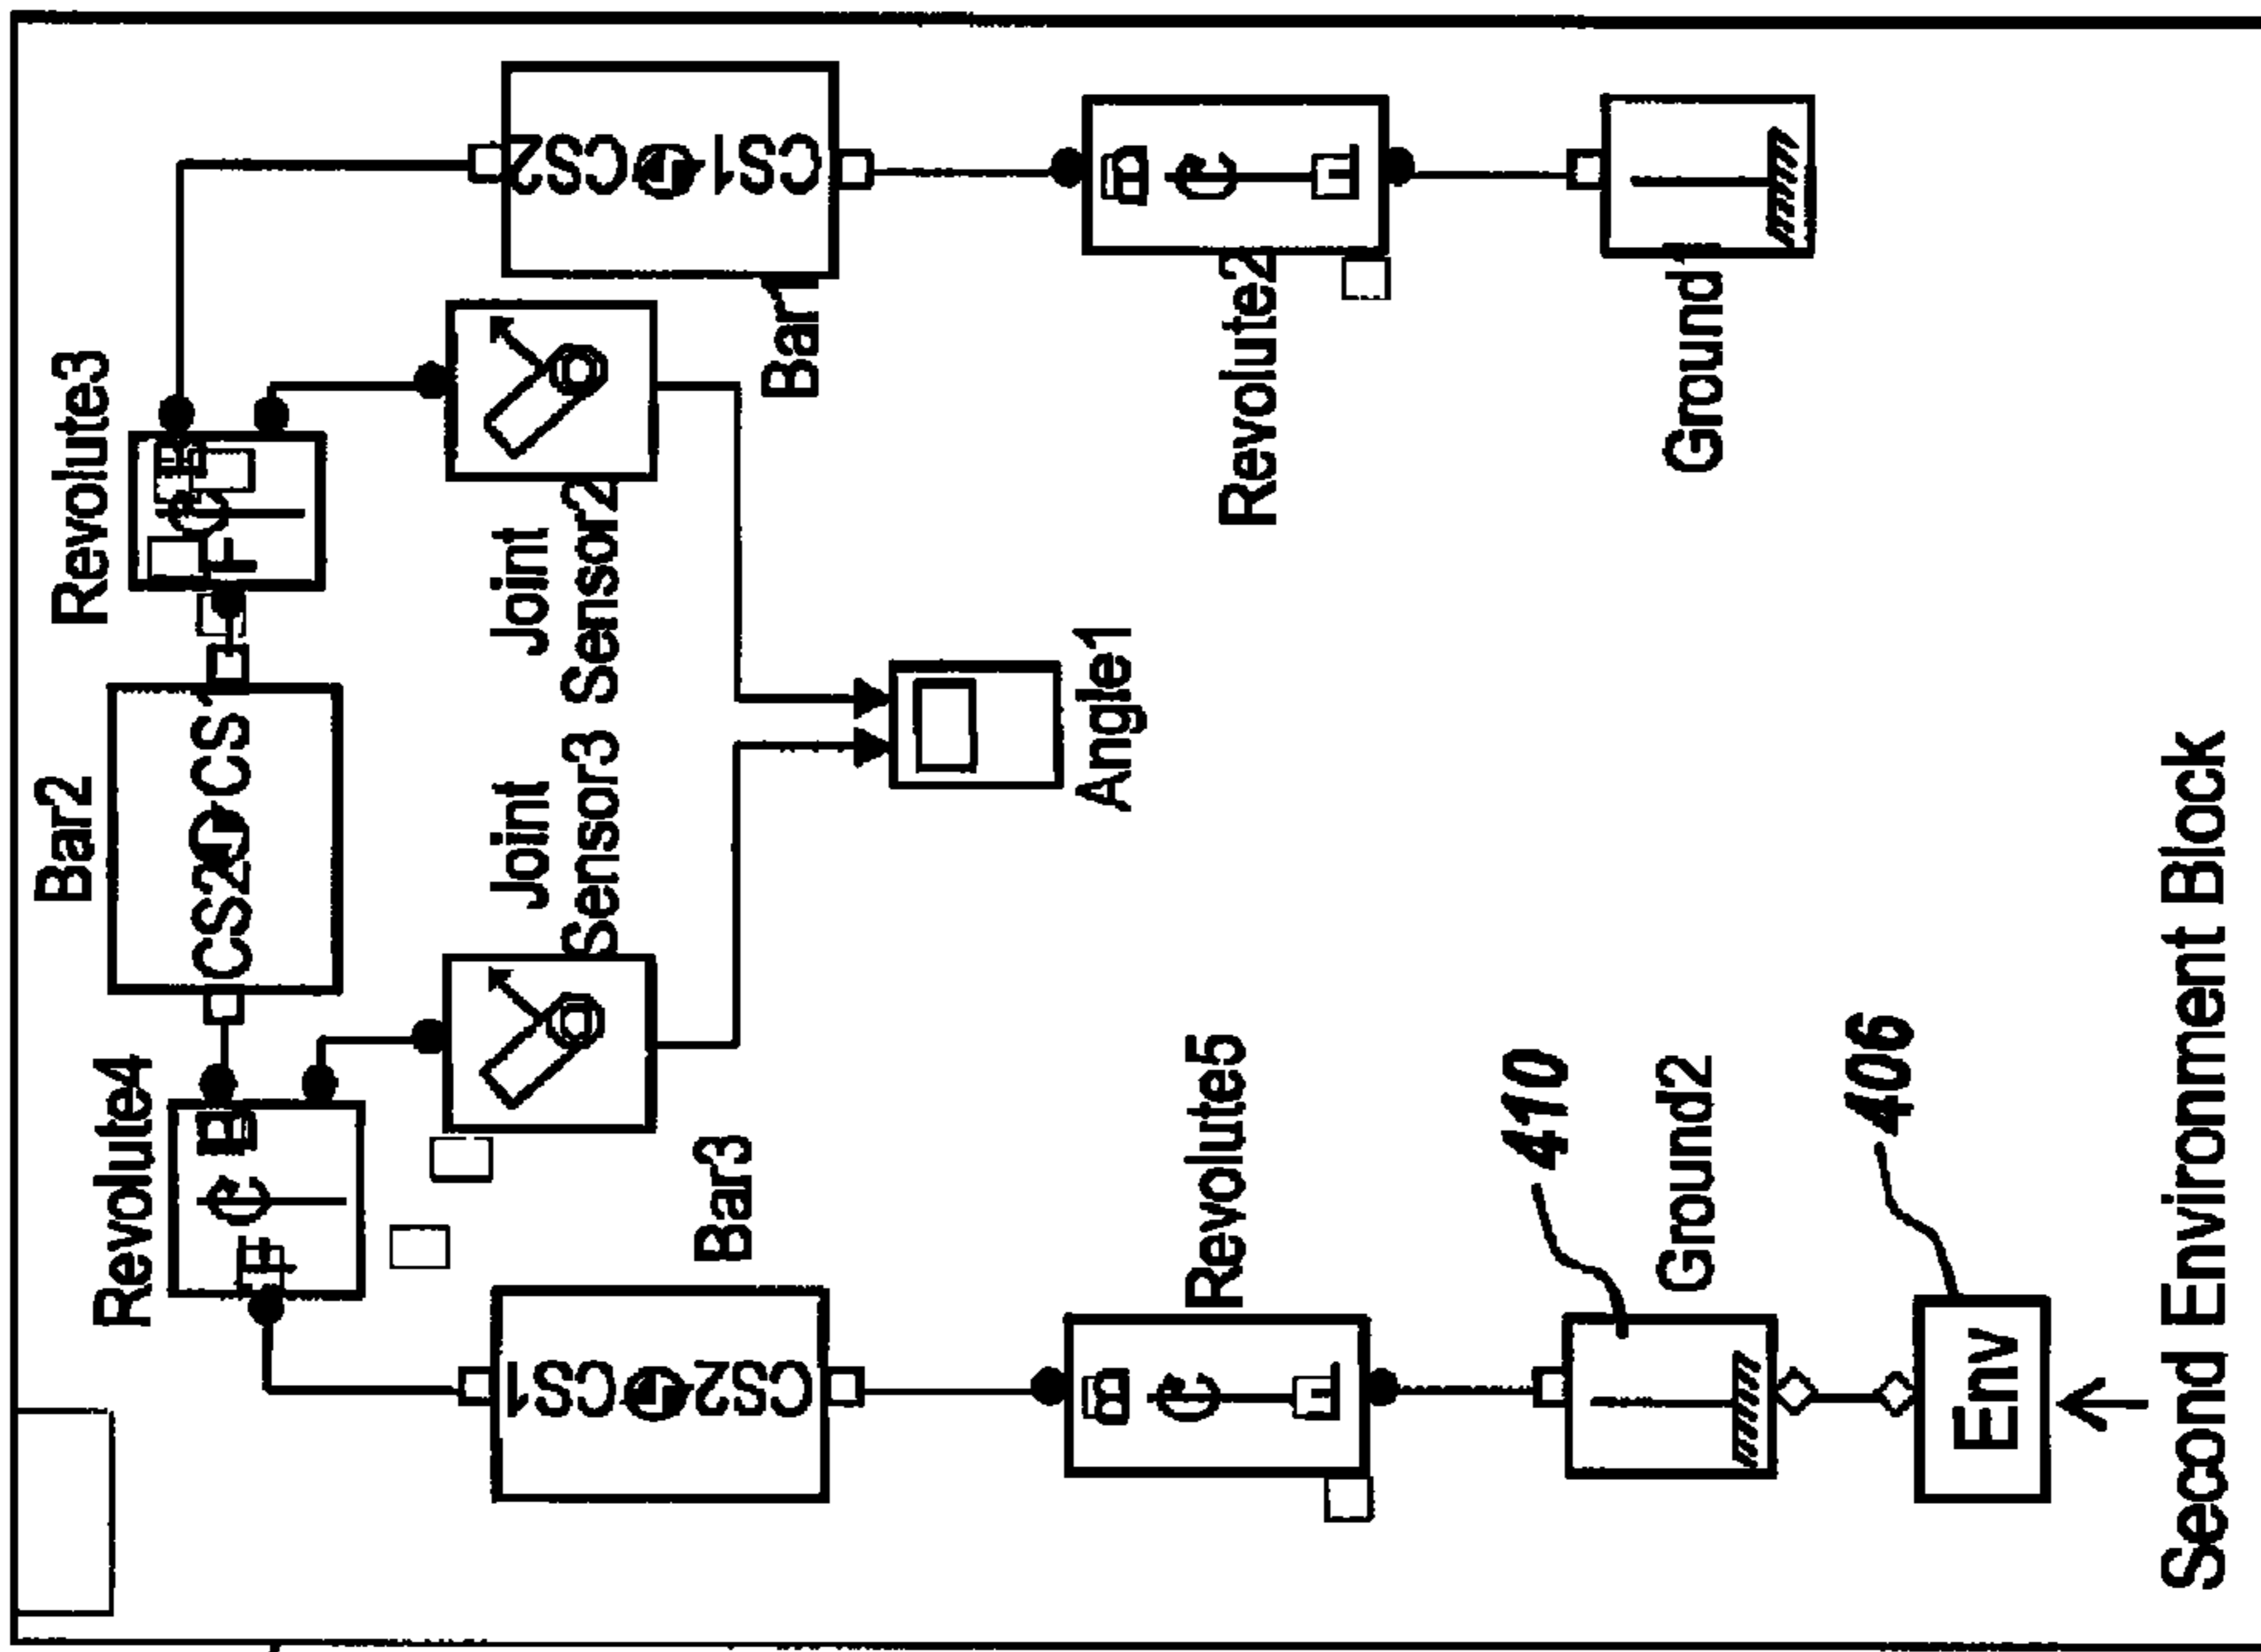 Bar2
Revolute4
Revolute3
CS2
CS1
B
F
F
Joint
Sensor3
Joint
Sensor2
Bar3
Bar1
CS1
CS2
CS2
CS1
Angle1
Revolute5
Revolute2
B
F
B
F
410
Ground2
Ground1
406
Env
Second Environment Block